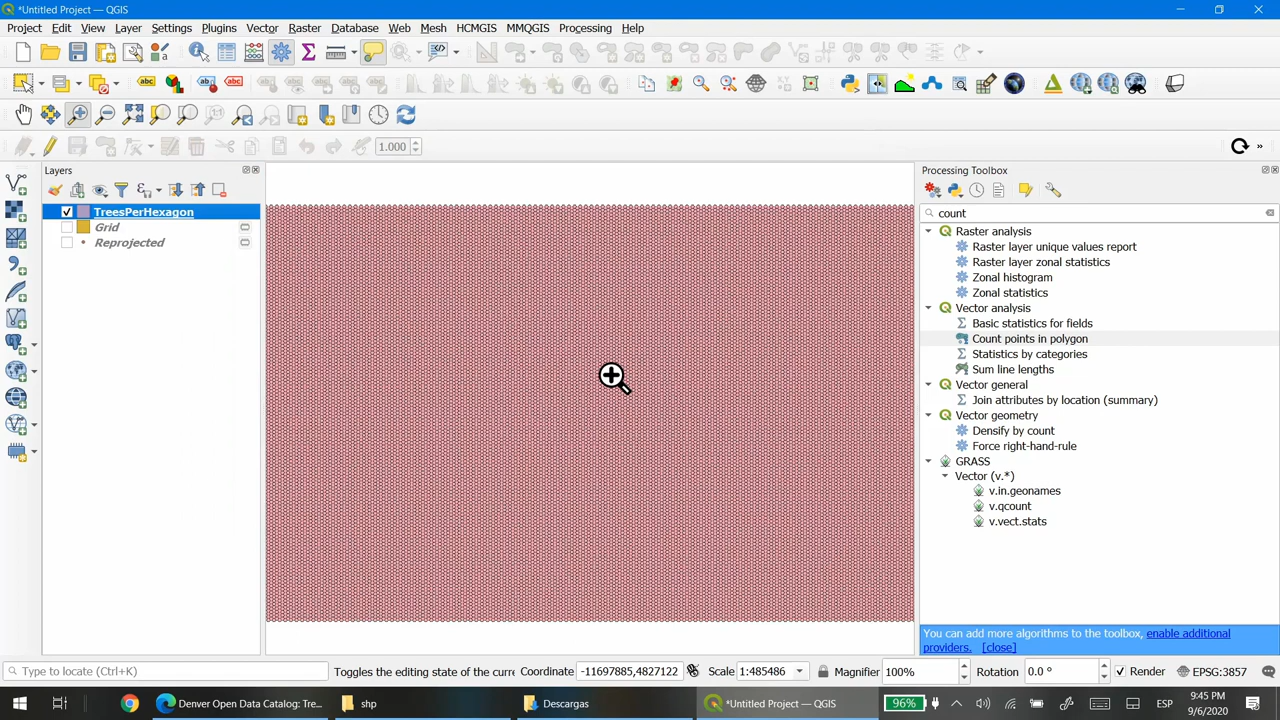 *Untitled Project — QGIS
Project Edit View Layer Settings Plugins Vector Raster Database Web Mesh HCMGIS MMQGIS Processing Help
abc abc abc
1.000
Layers
TreesPerHexagon
Grid
Reprojected
Processing Toolbox
count
Raster analysis
Raster layer unique values report
Raster layer zonal statistics
Zonal histogram
Zonal statistics
Vector analysis
Basic statistics for fields
Count points in polygon
Statistics by categories
Sum line lengths
Vector general
Join attributes by location (summary)
Vector geometry
Densify by count
Force right-hand-rule
GRASS
Vector (v.*)
v.in.geonames
v.qcount
v.vect.stats
You can add more algorithms to the toolbox, enable additional
providers. [close]
Type to locate (Ctrl+K) Toggles the editing state of the curre Coordinate -11697885,4827122 Scale 1:485486 Magnifier 100% Rotation 0.0 ° Render EPSG:3857
Denver Open Data Catalog: Tre... shp Descargas *Untitled Project — QGIS 96% ESP 9:45 PM
9/6/2020